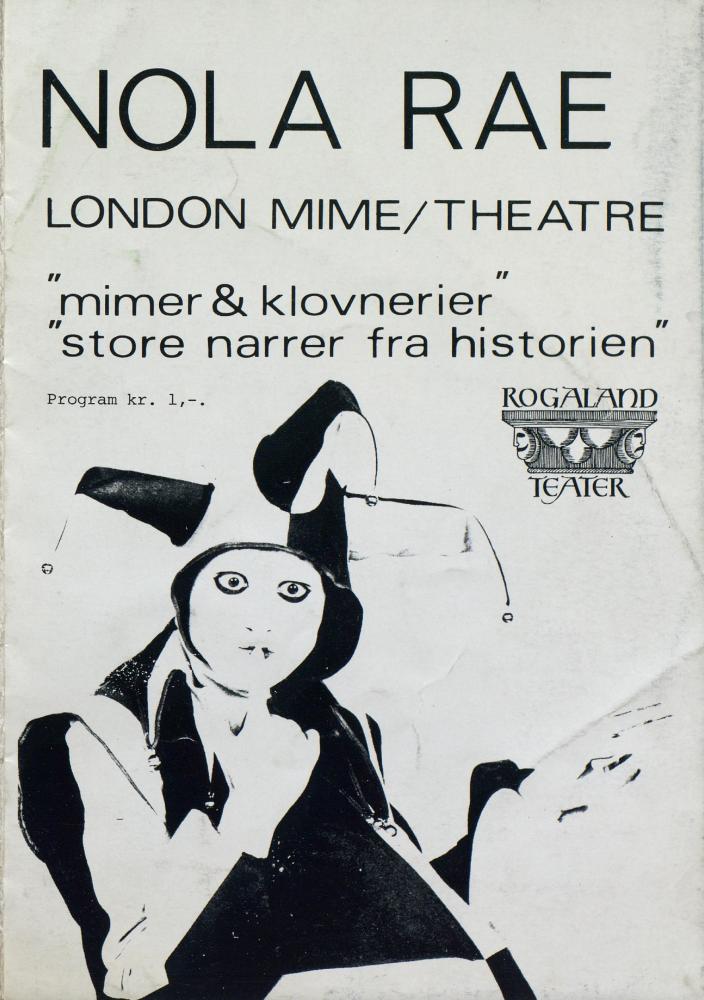 NOLA RAE
LONDON MIME/THEATRE
"mimer & klovnerier"
"store narrer fra historien"
Program kr. 1,-.
ROGALAND
TEATER